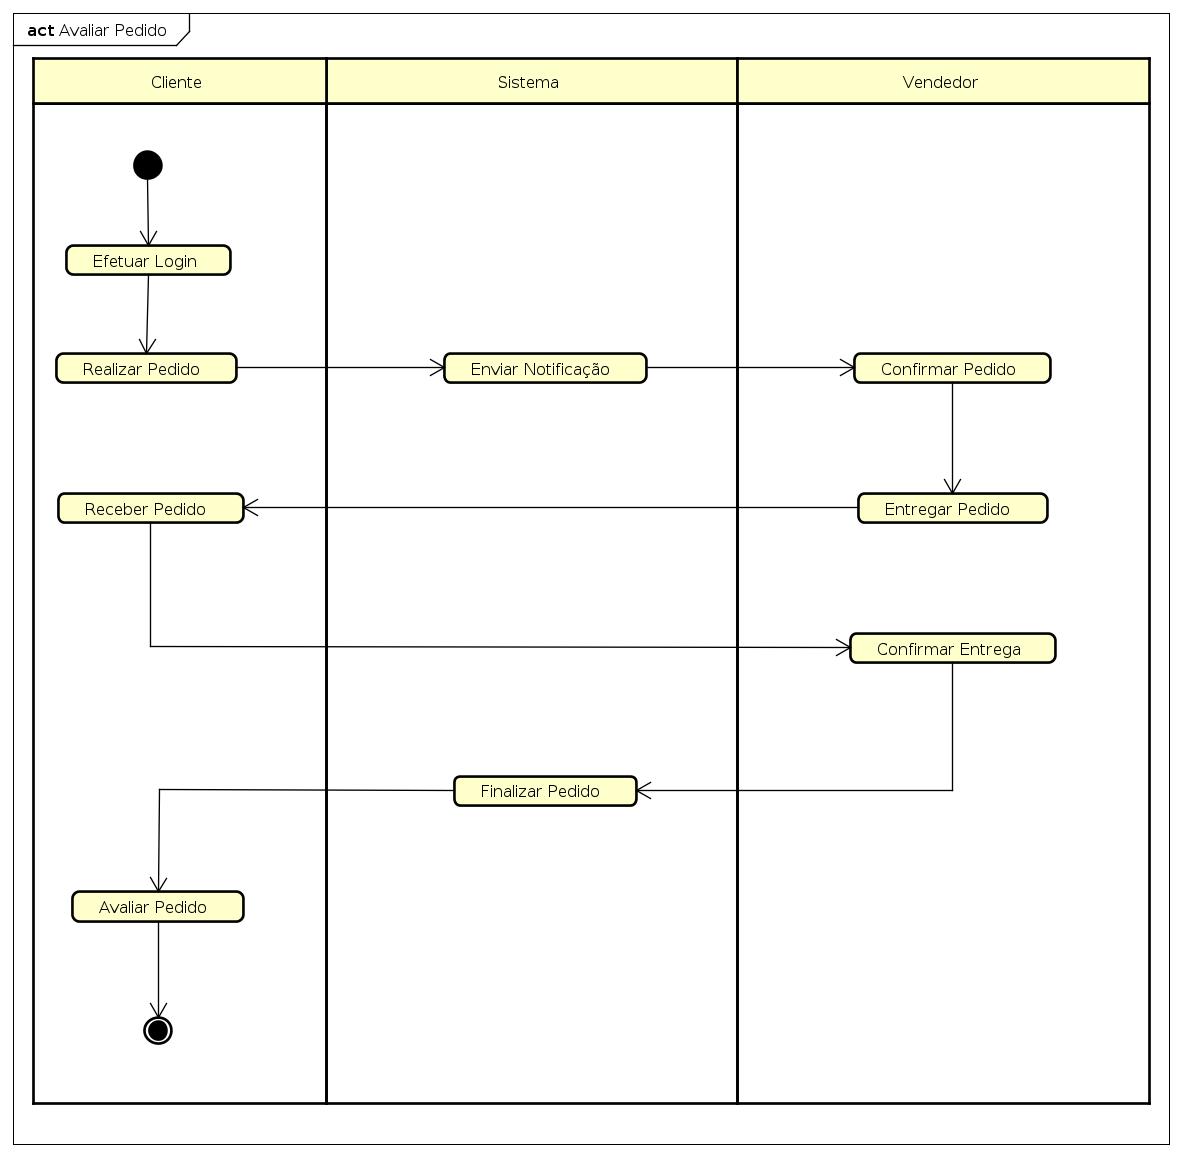 act Avaliar Pedido
Cliente
Sistema
Vendedor
Efetuar Login
Realizar Pedido
Enviar Notificação
Confirmar Pedido
Receber Pedido
Entregar Pedido
Confirmar Entrega
Finalizar Pedido
Avaliar Pedido